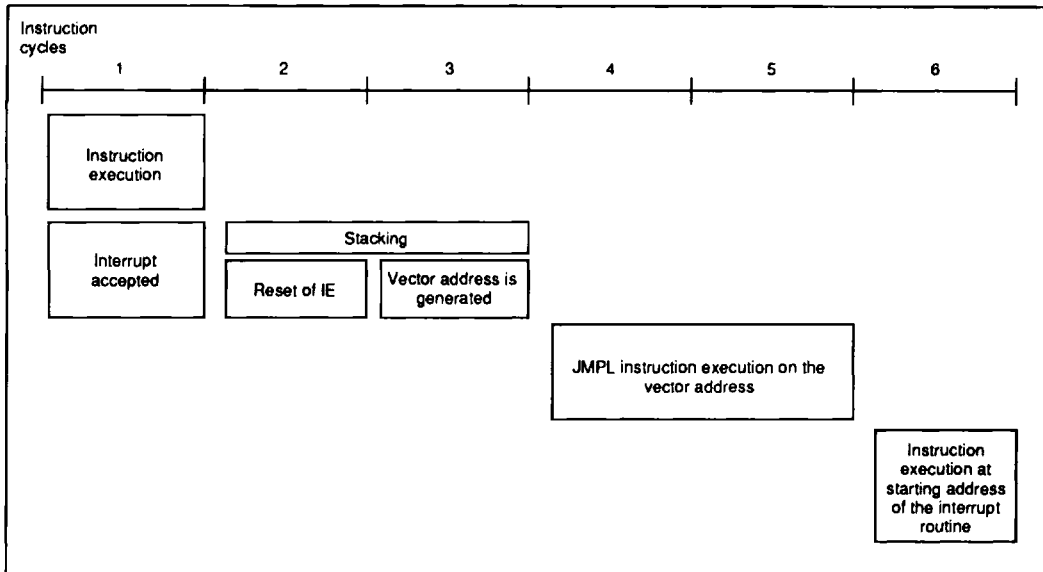 Instruction
cycles
1 2 3 4 5 6
Instruction
execution
Interrupt
accepted
Stacking
Reset of IE
Vector address is
generated
JMPL instruction execution on the
vector address
Instruction
execution at
starting address
of the interrupt
routine